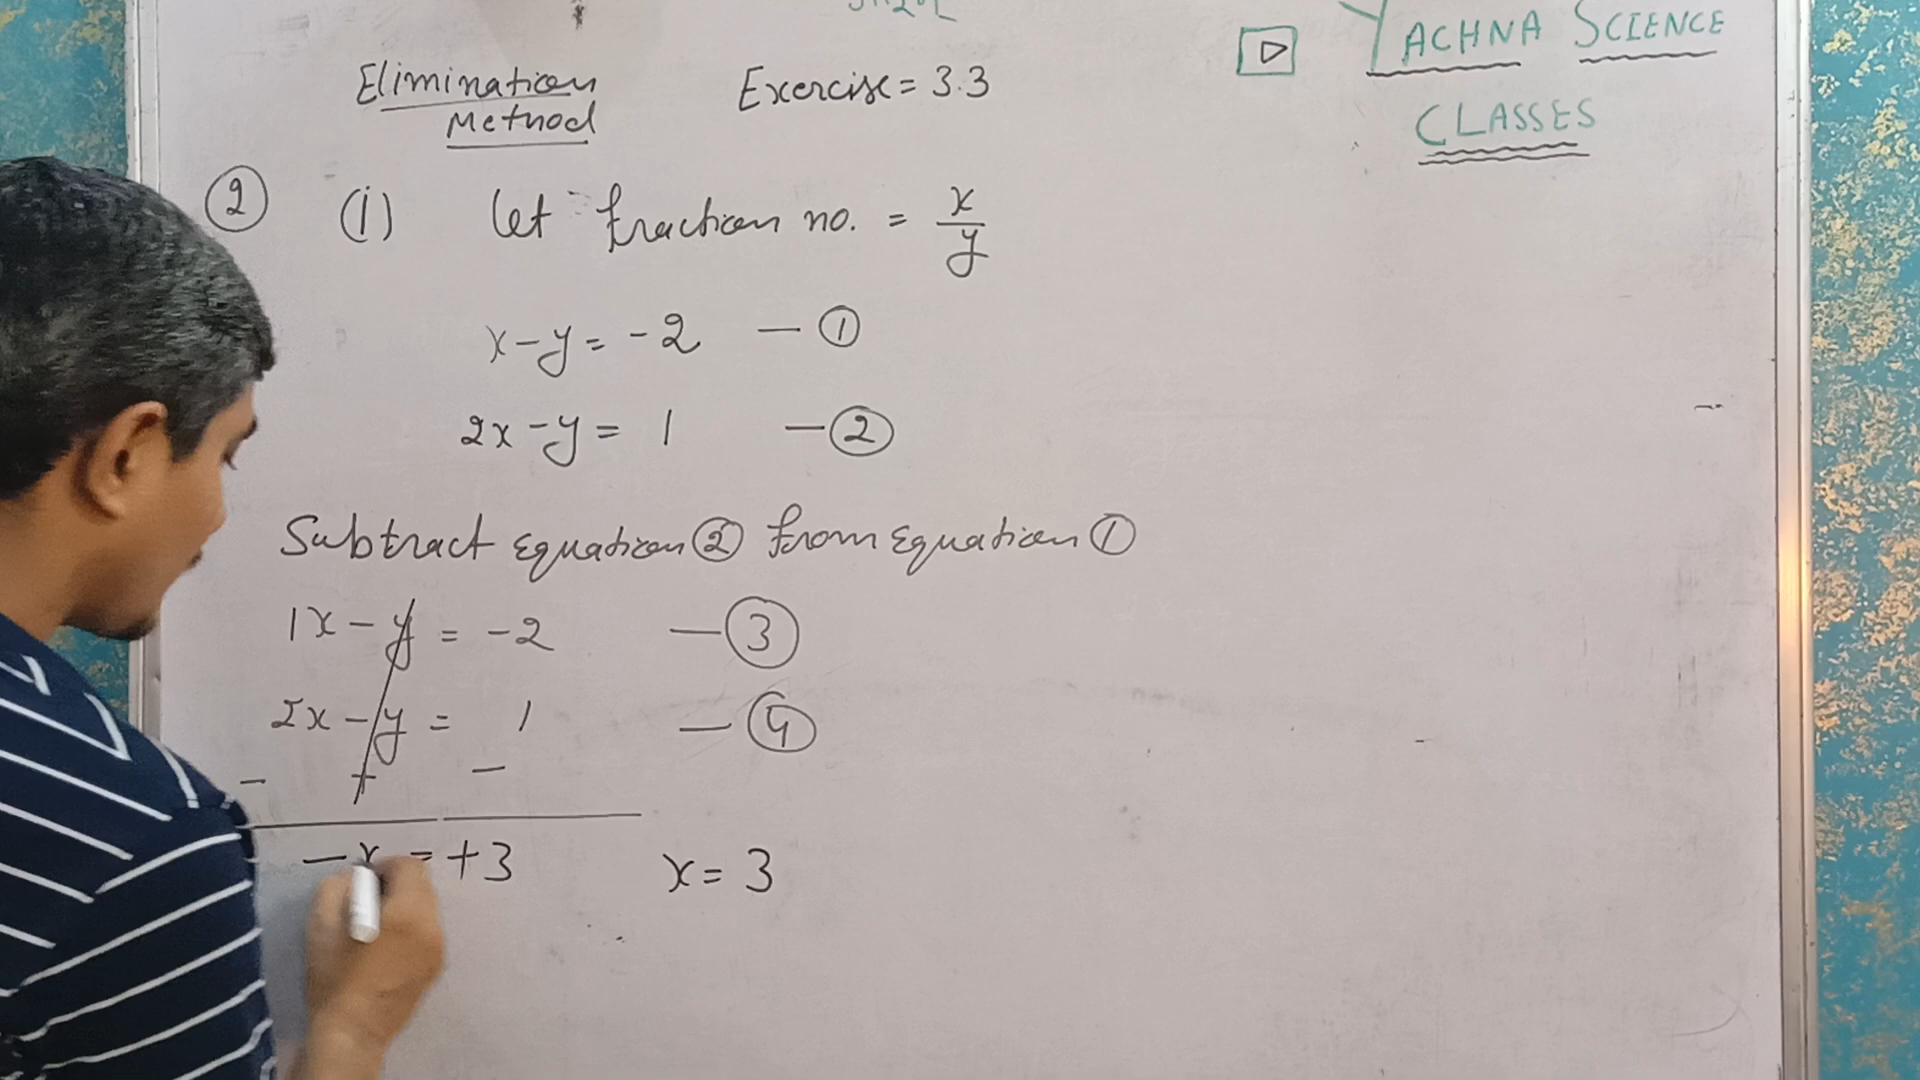 YACHNA SCIENCE
CLASSES
Elimination
Method
Exercise = 3.3
② (i) let fraction no. = x/y
x - y = -2 — ①
2x - y = 1 — ②
Subtract equation ② from equation ①
1x - y = -2 — ③
2x - y = 1 — ④
- + -
-x = +3 x = 3